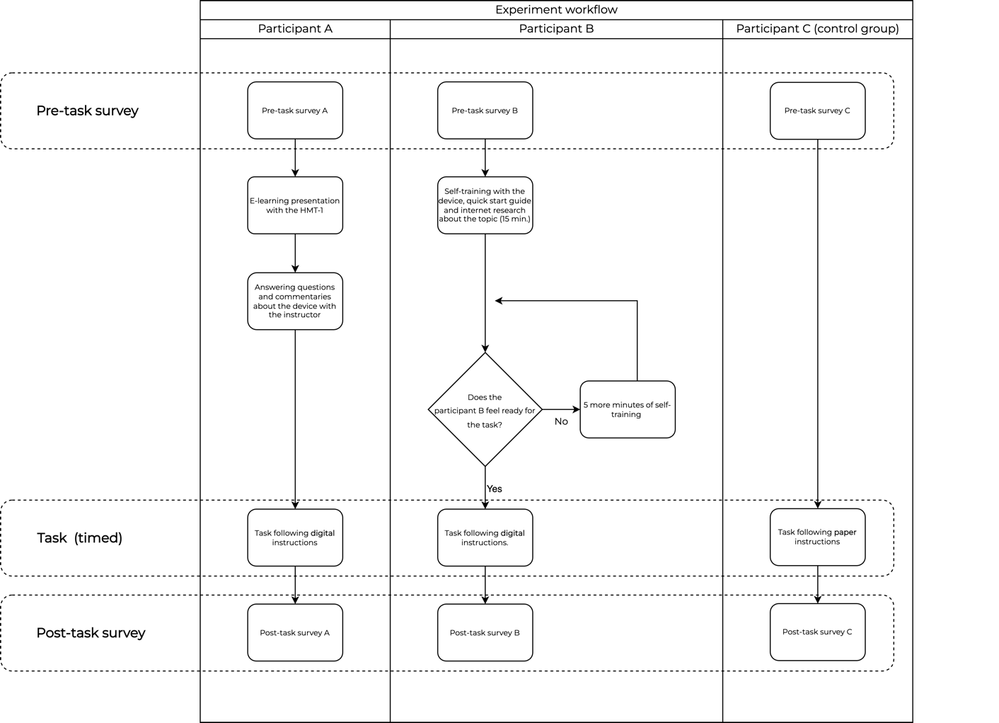 Experiment workflow
Participant A
Participant B
Participant C (control group)
Pre-task survey
Pre-task survey A
Pre-task survey B
Pre-task survey C
E-learning presentation
with the HMT-1
Self-training with the
device, quick start guide
and internet research
about the topic (15 min.)
Answering questions
and commentaries
about the device with
the instructor
Does the
participant B feel ready for
the task?
No
5 more minutes of self-
training
Yes
Task (timed)
Task following digital
instructions
Task following digital
instructions.
Task following paper
instructions
Post-task survey
Post-task survey A
Post-task survey B
Post-task survey C